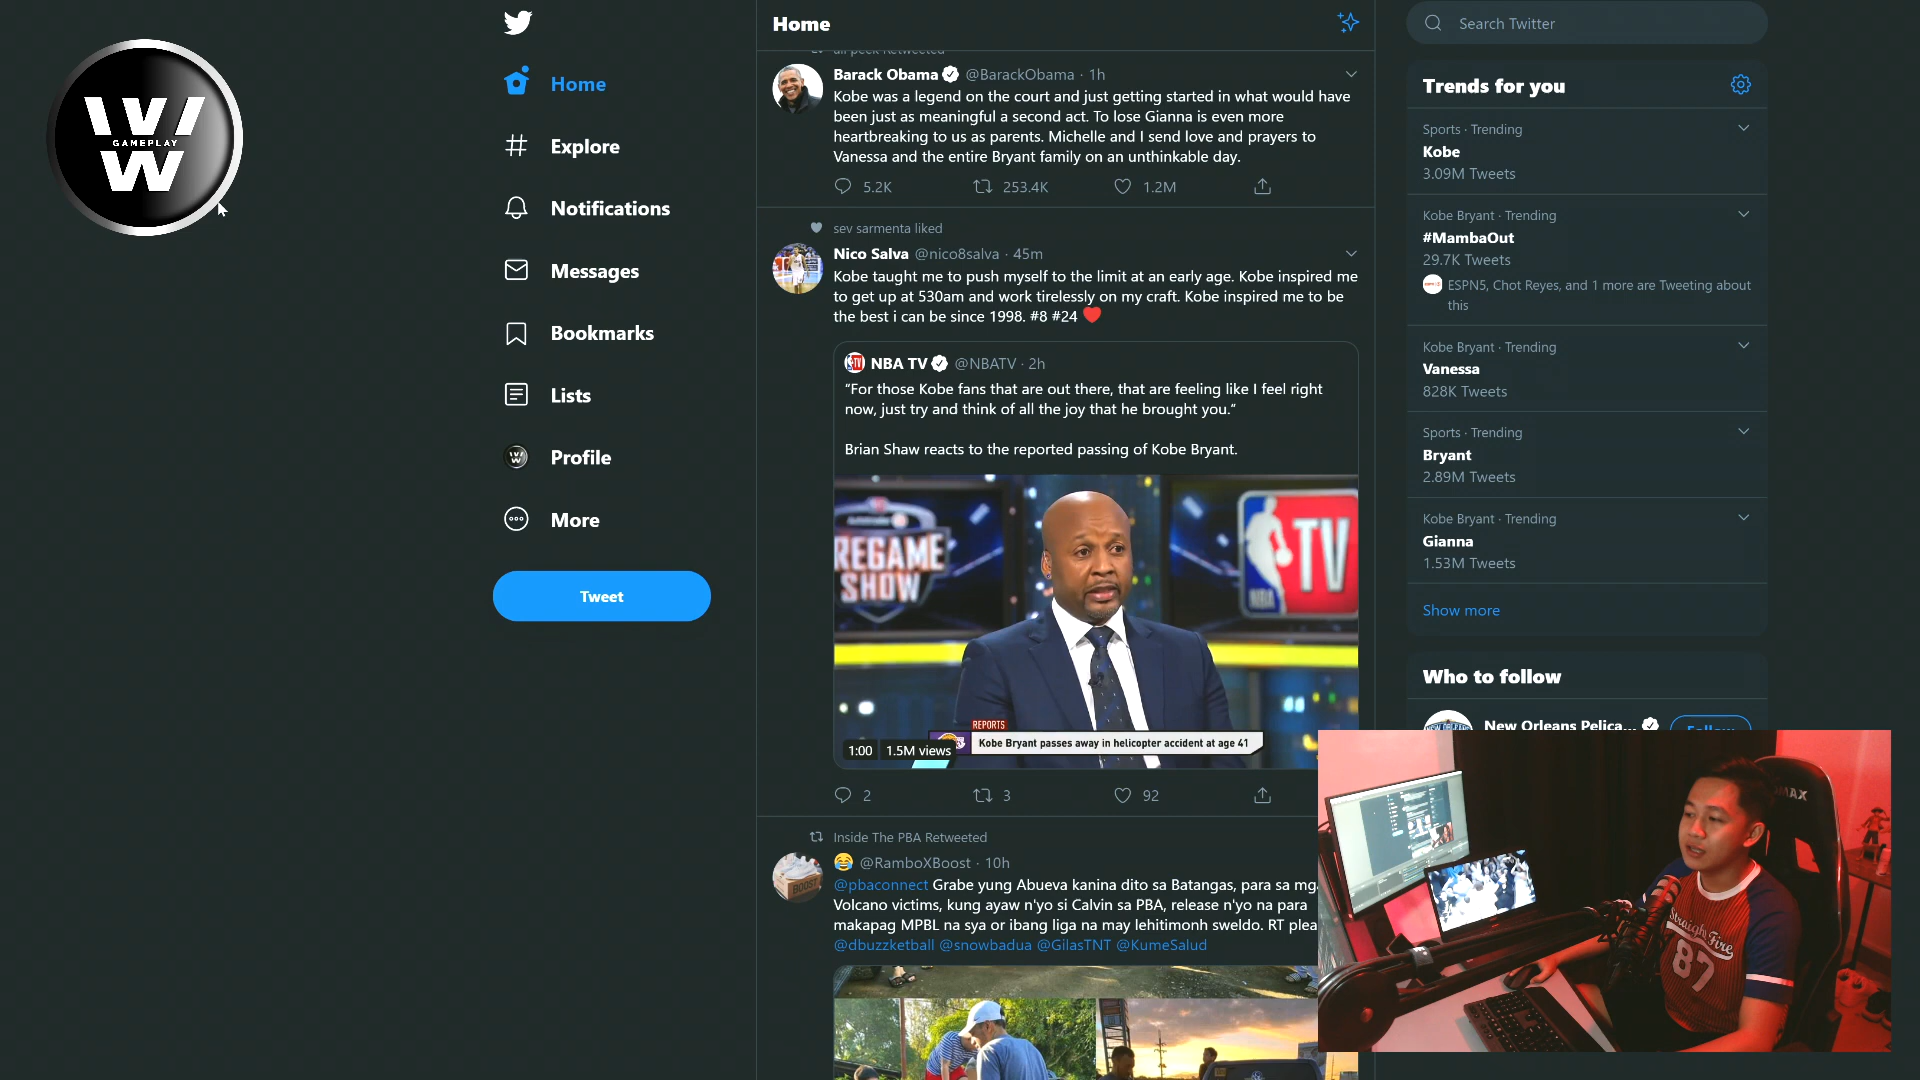 GAMEPLAY
Home
Explore
Notifications
Messages
Bookmarks
Lists
Profile
More
Tweet
Home
Retweeted
Barack Obama @BarackObama · 1h
Kobe was a legend on the court and just getting started in what would have
been just as meaningful a second act. To lose Gianna is even more
heartbreaking to us as parents. Michelle and I send love and prayers to
Vanessa and the entire Bryant family on an unthinkable day.
5.2K 253.4K 1.2M
sev sarmenta liked
Nico Salva @nico8salva · 45m
Kobe taught me to push myself to the limit at an early age. Kobe inspired me
to get up at 530am and work tirelessly on my craft. Kobe inspired me to be
the best i can be since 1998. #8 #24 ❤️
NBA TV @NBATV · 2h
“For those Kobe fans that are out there, that are feeling like I feel right
now, just try and think of all the joy that he brought you.”
Brian Shaw reacts to the reported passing of Kobe Bryant.
REGAME
SHOW
NBA
TV
REPORTS
Kobe Bryant passes away in helicopter accident at age 41
1:00 1.5M views
2 3 92
Inside The PBA Retweeted
😂 @RamboXBoost · 10h
@pbaconnect Grabe yung Abueva kanina dito sa Batangas, para sa mga
Volcano victims, kung ayaw n'yo si Calvin sa PBA, release n'yo na para
makapag MPBL na sya or ibang liga na may lehitimonh sweldo. RT plea
@dbuzzketball @snowbadua @GilasTNT @KumeSalud
Search Twitter
Trends for you
Sports · Trending
Kobe
3.09M Tweets
Kobe Bryant · Trending
#MambaOut
29.7K Tweets
ESPN5, Chot Reyes, and 1 more are Tweeting about
this
Kobe Bryant · Trending
Vanessa
828K Tweets
Sports · Trending
Bryant
2.89M Tweets
Kobe Bryant · Trending
Gianna
1.53M Tweets
Show more
Who to follow
New Orleans Pelica...
Follow
Straight Fire
87